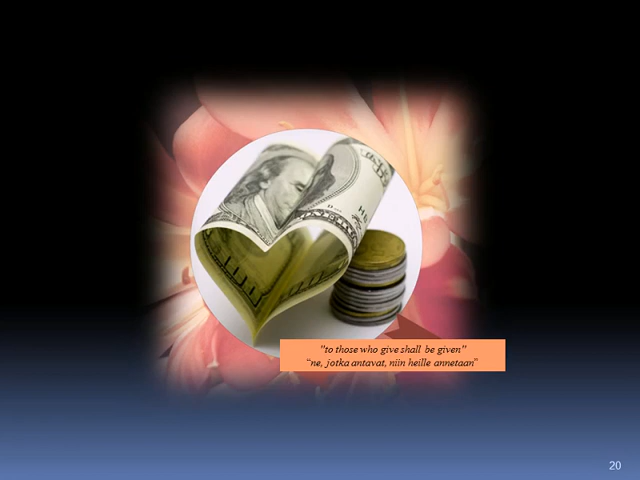 "to those who give shall be given"
“ne, jotka antavat, niin heille annetaan”
20